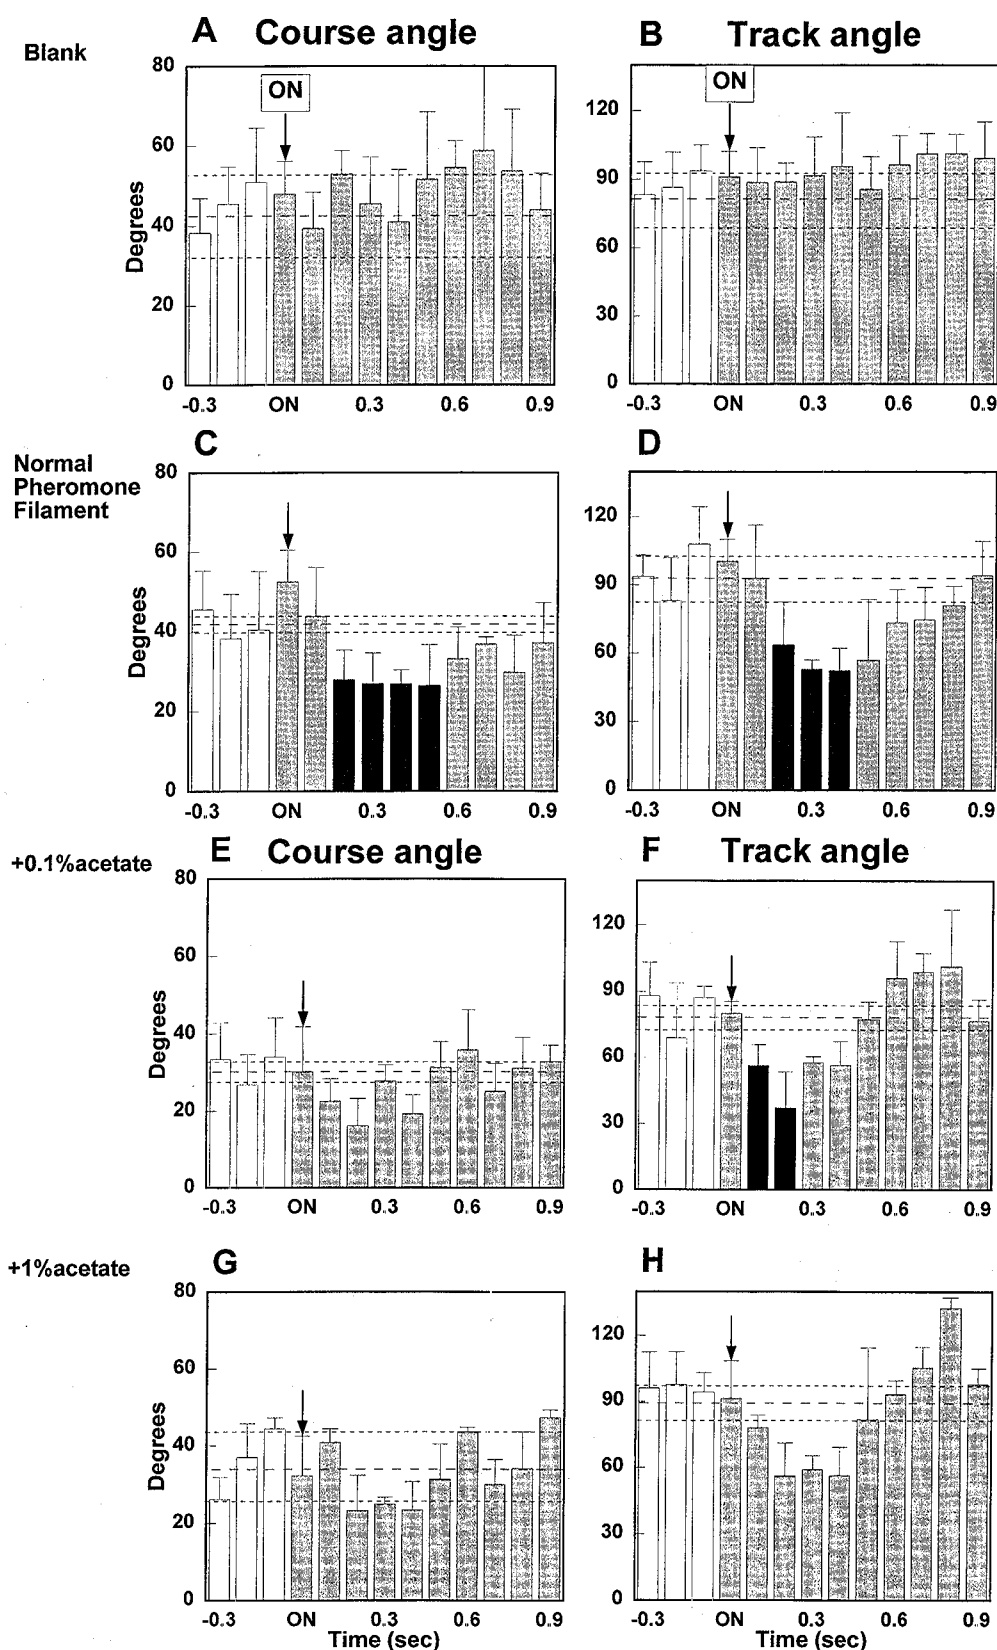 A Course angle
B Track angle
Blank
80
60
40
20
0
Degrees
ON
-0.3 ON 0.3 0.6 0.9
120
90
60
30
0
ON
-0.3 ON 0.3 0.6 0.9
C
D
Normal
Pheromone
Filament
80
60
40
20
0
Degrees
-0.3 ON 0.3 0.6 0.9
120
90
60
30
0
-0.3 ON 0.3 0.6 0.9
E Course angle
F Track angle
+0.1%acetate
80
60
40
20
0
Degrees
-0.3 ON 0.3 0.6 0.9
120
90
60
30
0
-0.3 ON 0.3 0.6 0.9
G
H
+1%acetate
80
60
40
20
0
Degrees
-0.3 ON 0.3 0.6 0.9
Time (sec)
120
90
60
30
0
-0.3 ON 0.3 0.6 0.9
Time (sec)